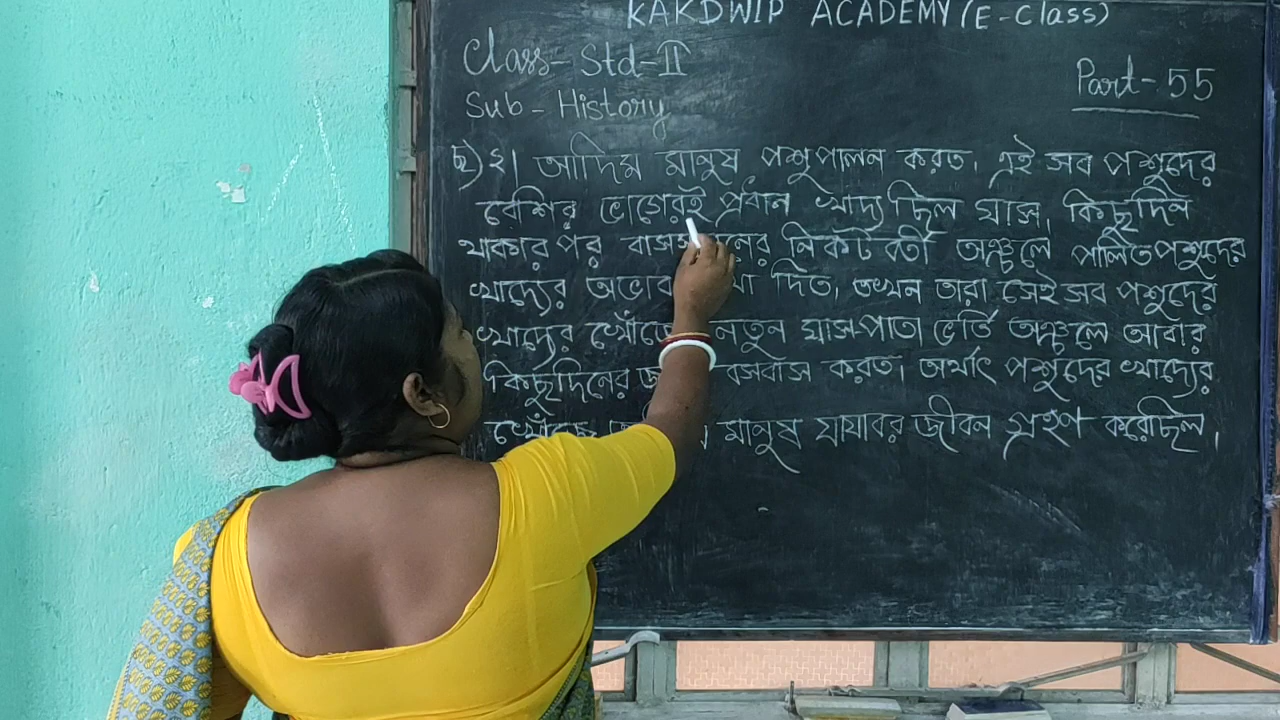 KAKDWIP ACADEMY (E-Class)
Class - Std - II
Part - 55
Sub - History
ছ) ২। আদিম মানুষ পশুপালন করত। এই সব পশুদের
বেশির ভাগেরই প্রধান খাদ্য ছিল ঘাস, কিছুদিন
থাকার পর নিকটবর্তী অঞ্চলে পালিতপশুদের
খাদ্যের অভাব দিত, তখন তারা সেই সব পশুদের
খাদ্যের নতুন ঘাসপাতা ভর্তি অঞ্চলে আবার
কিছুদিনের বসবাস করত। অর্থাৎ পশুদের খাদ্যের
মানুষ যাযাবর জীবন গ্রহণ করেছিল।